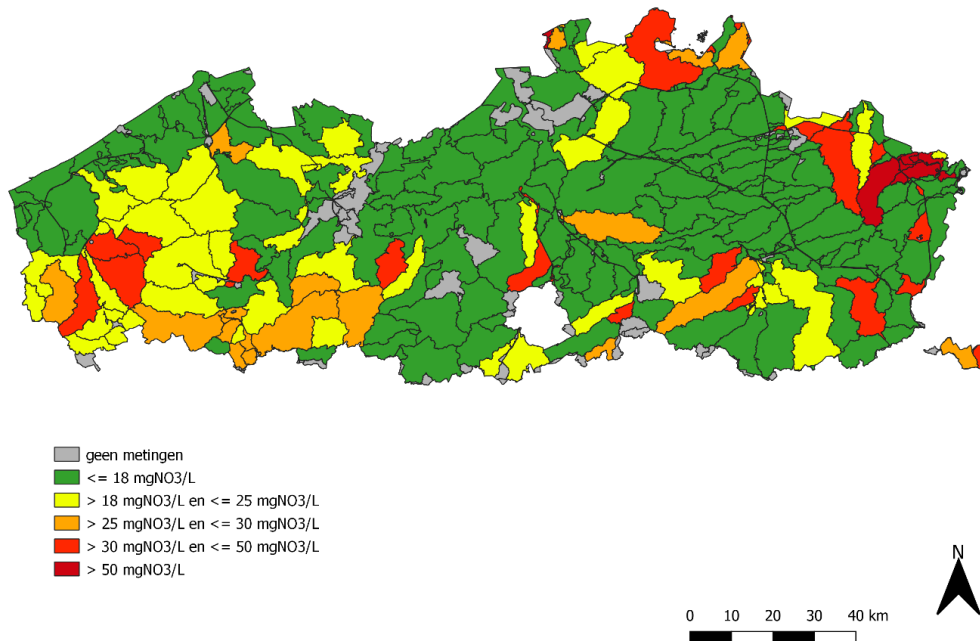 geen metingen
<= 18 mgNO3/L
> 18 mgNO3/L en <= 25 mgNO3/L
> 25 mgNO3/L en <= 30 mgNO3/L
> 30 mgNO3/L en <= 50 mgNO3/L
> 50 mgNO3/L
N
0 10 20 30 40 km